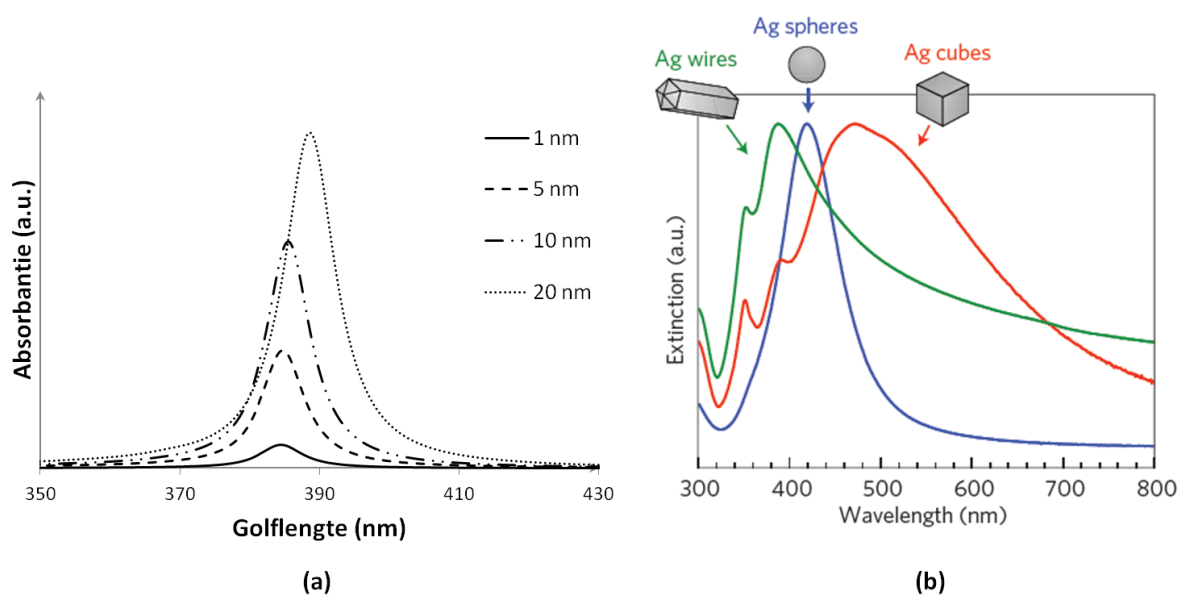 Absorbantie (a.u.)
1 nm
5 nm
10 nm
20 nm
350 370 390 410 430
Golflengte (nm)
(a)
Ag spheres
Ag wires
Ag cubes
Extinction (a.u.)
300 400 500 600 700 800
Wavelength (nm)
(b)